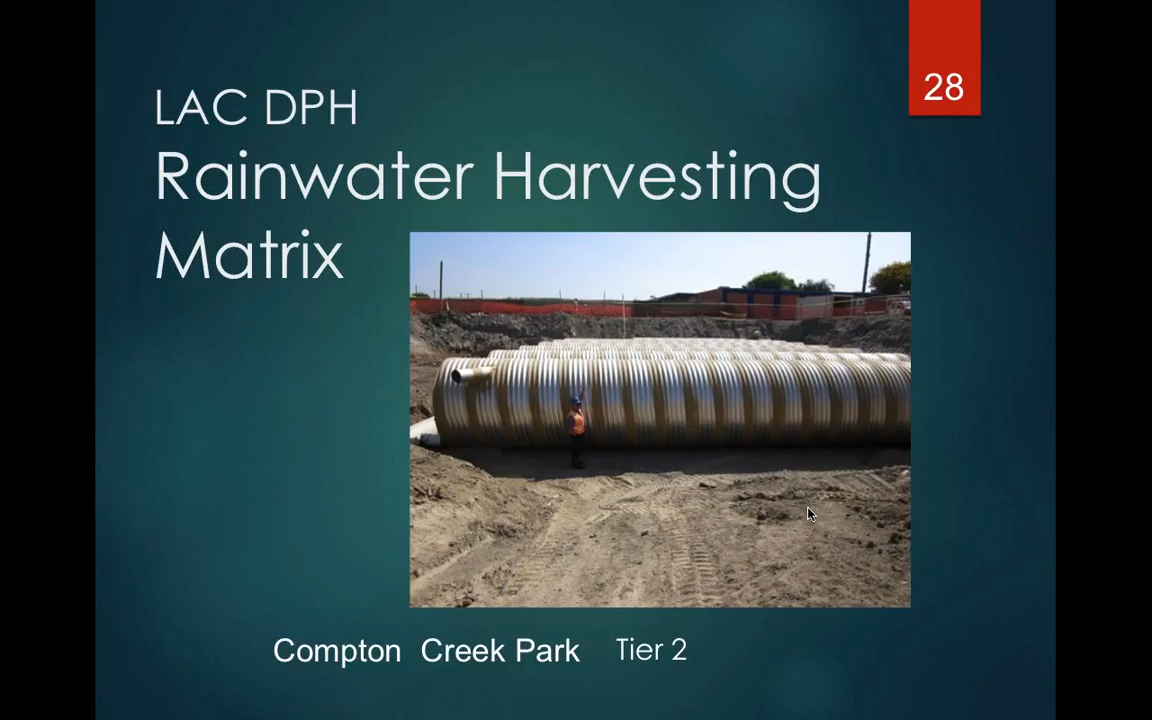 28
LAC DPH
Rainwater Harvesting
Matrix
Compton Creek Park Tier 2